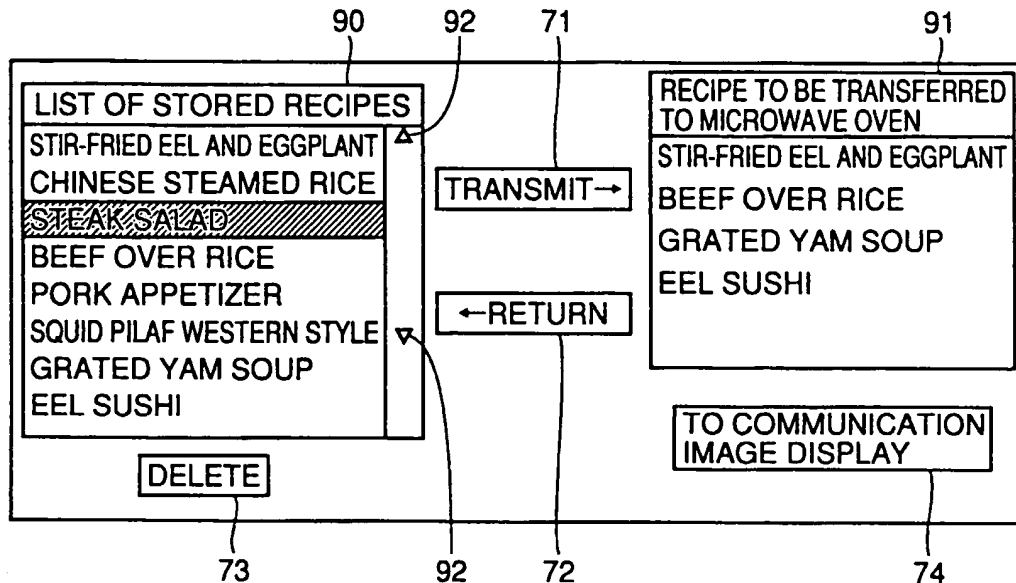 90
92
71
91
LIST OF STORED RECIPES
STIR-FRIED EEL AND EGGPLANT
CHINESE STEAMED RICE
STEAK SALAD
BEEF OVER RICE
PORK APPETIZER
SQUID PILAF WESTERN STYLE
GRATED YAM SOUP
EEL SUSHI
TRANSMIT→
←RETURN
RECIPE TO BE TRANSFERRED
TO MICROWAVE OVEN
STIR-FRIED EEL AND EGGPLANT
BEEF OVER RICE
GRATED YAM SOUP
EEL SUSHI
DELETE
TO COMMUNICATION
IMAGE DISPLAY
73
92
72
74